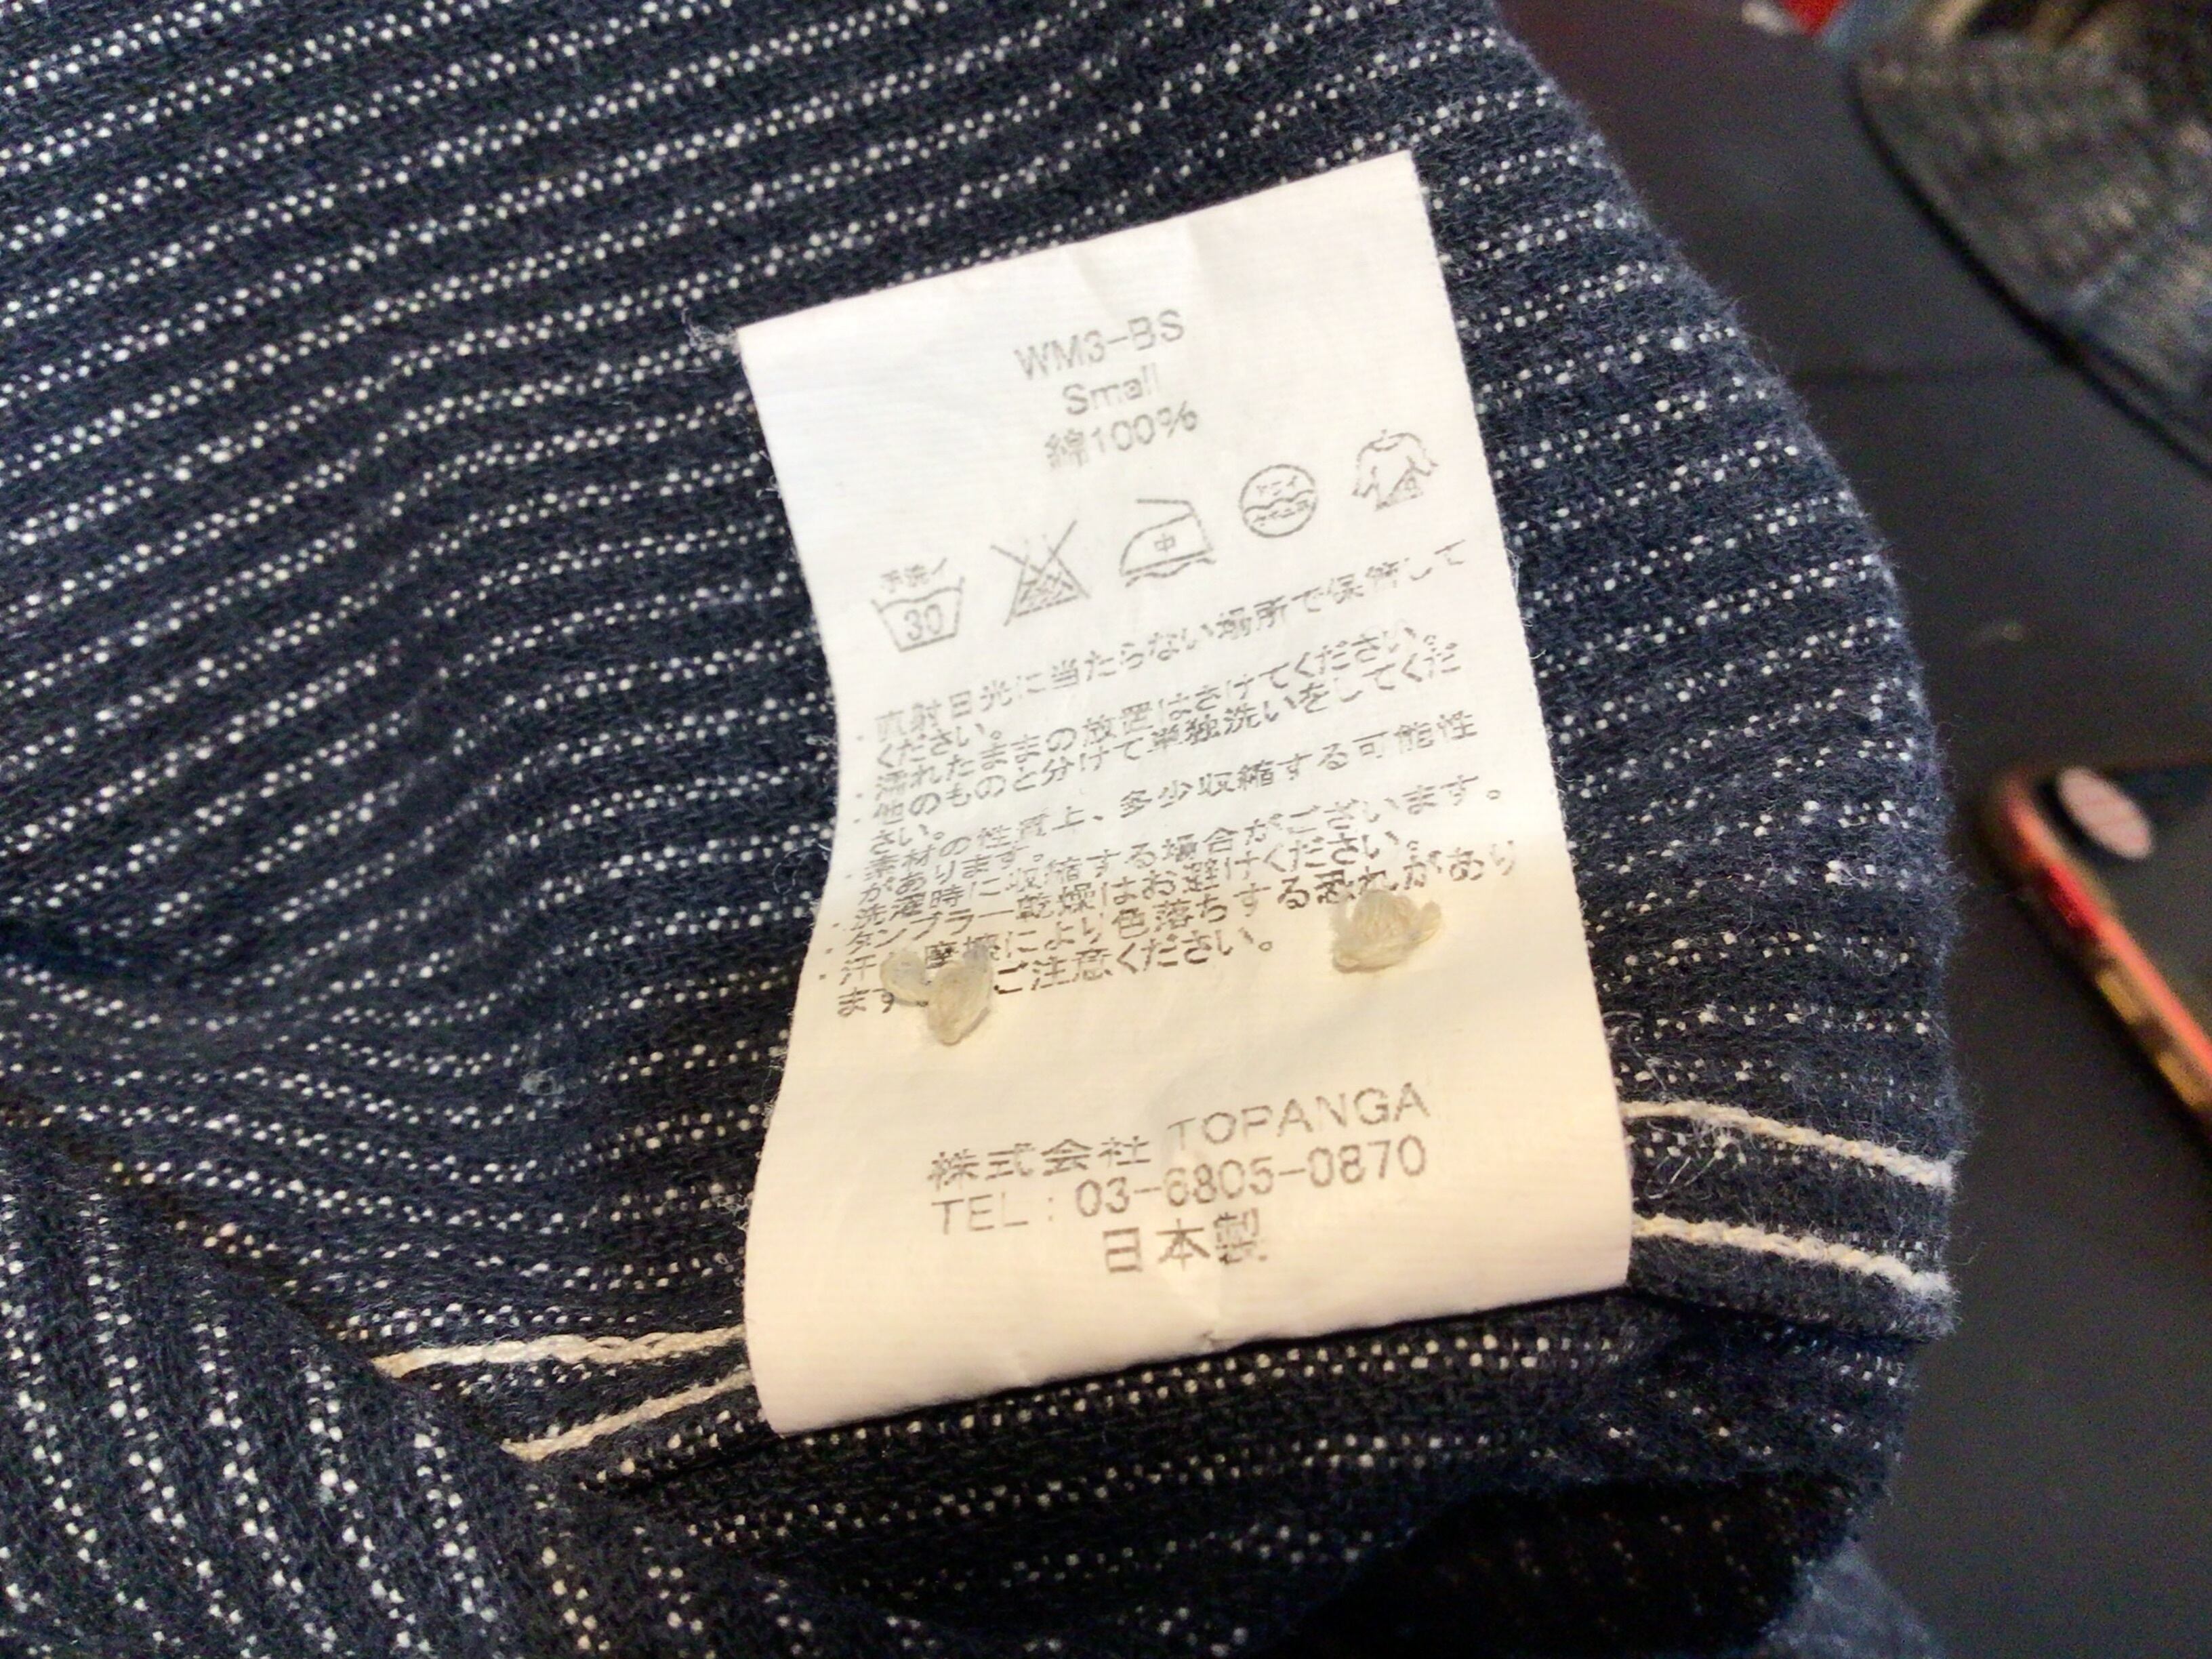 WM3-BS
Small
綿100%
手洗イ
30
中
ドライ
・直射日光に当たらない場所で保管して
ください。
・濡れたままの放置はさけてください。
・他のものと分けて単独洗いをしてくだ
さい。
・素材の性質上、多少収縮する可能性
があります。
・洗濯時に収縮する場合がございます。
・タンブラー乾燥はお避けください。
・汗 摩擦により色落ちする恐れがあり
ます ご注意ください。
株式会社 TOPANGA
TEL : 03-6805-0870
日本製